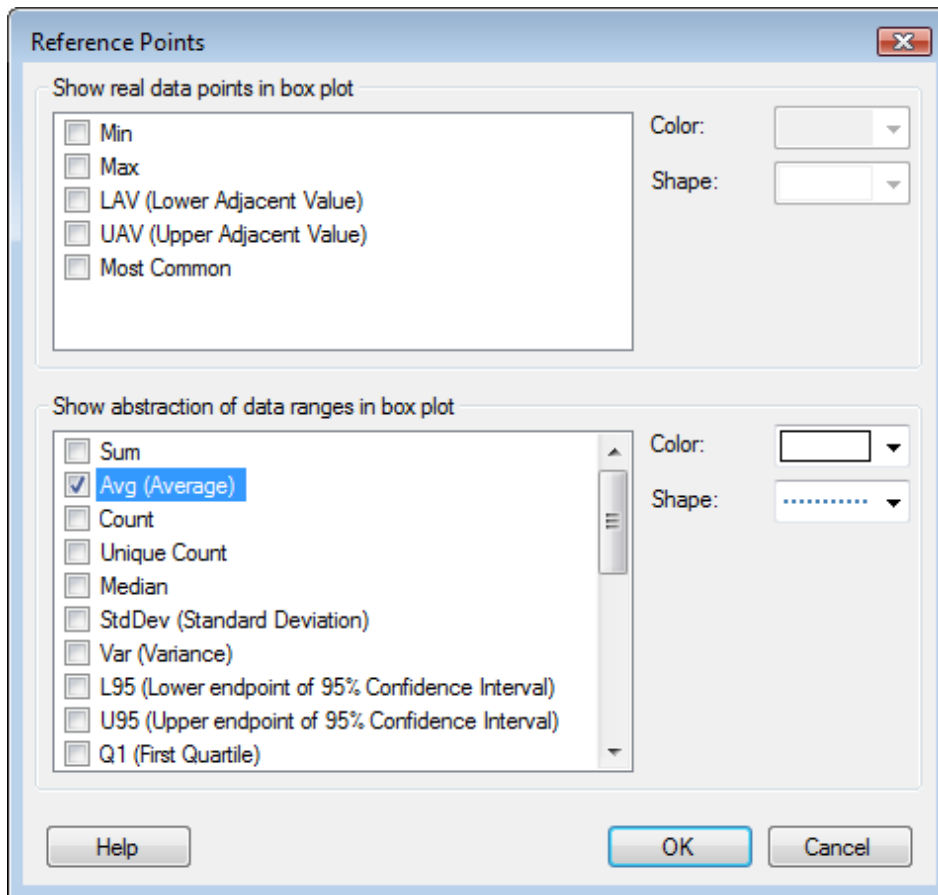 Reference Points
Show real data points in box plot
Min
Max
LAV (Lower Adjacent Value)
UAV (Upper Adjacent Value)
Most Common
Color:
Shape:
Show abstraction of data ranges in box plot
Sum
Avg (Average)
Count
Unique Count
Median
StdDev (Standard Deviation)
Var (Variance)
L95 (Lower endpoint of 95% Confidence Interval)
U95 (Upper endpoint of 95% Confidence Interval)
Q1 (First Quartile)
Color:
Shape:
Help
OK
Cancel